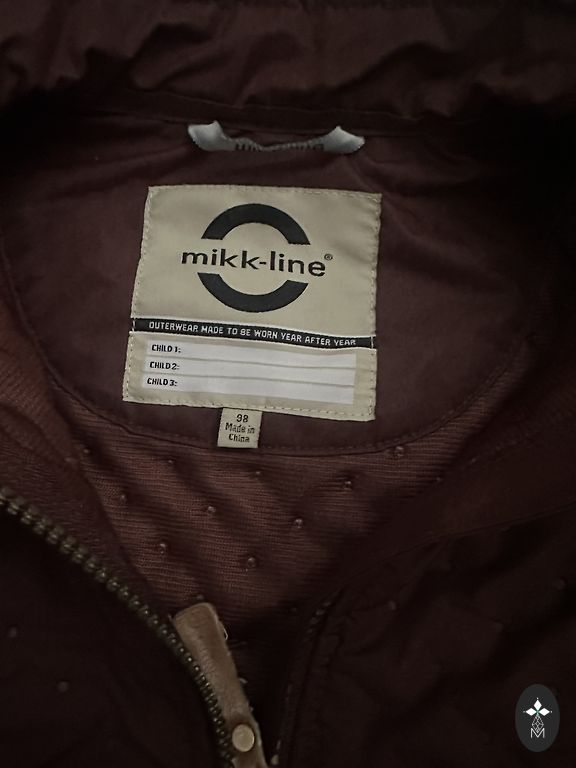 mikk-line®
OUTERWEAR MADE TO BE WORN YEAR AFTER YEAR
CHILD 1:
CHILD 2:
CHILD 3:
98
Made in
China
M